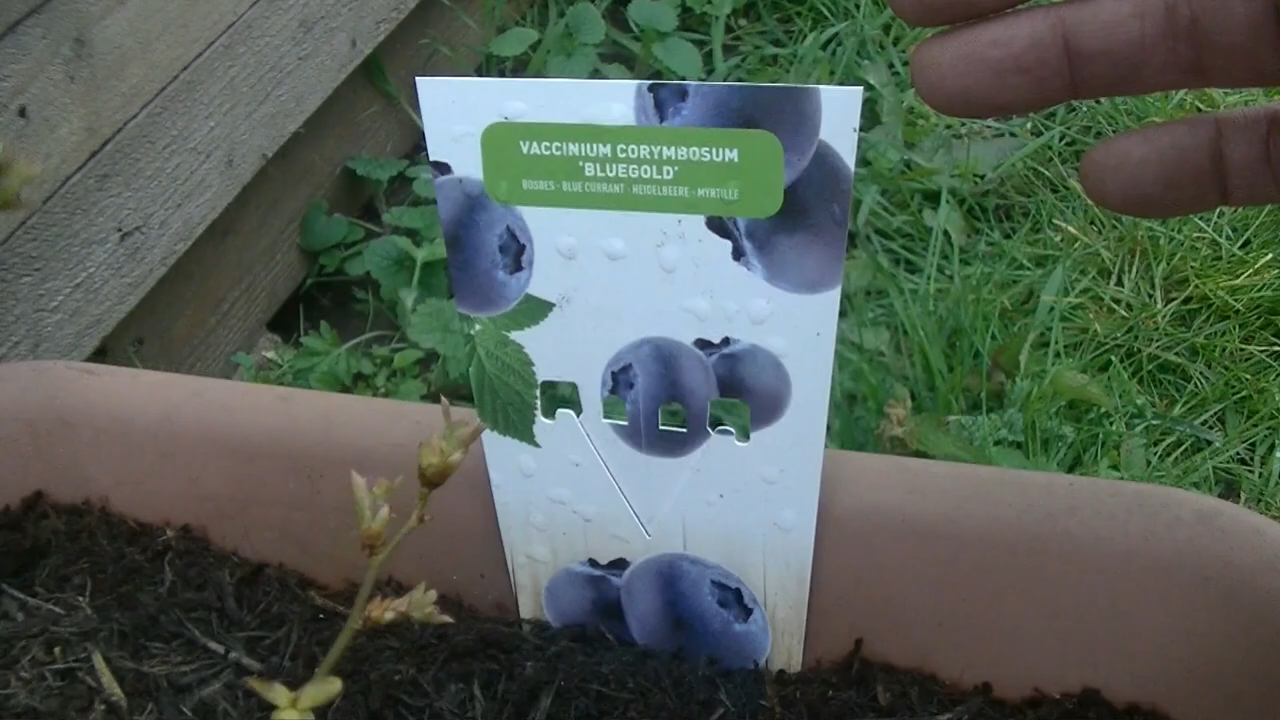 VACCINIUM CORYMBOSUM
'BLUEGOLD'
BOSBES - BLUE CURRANT - HEIDELBEERE - MYRTILLE